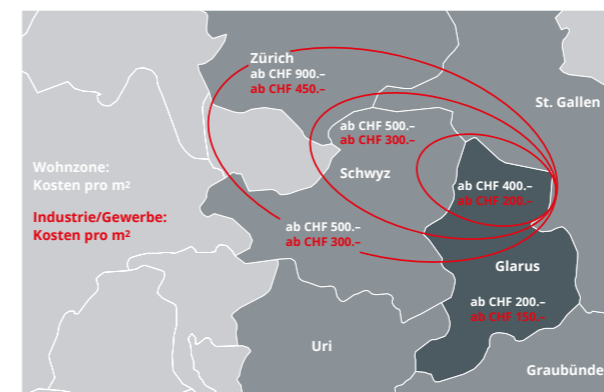 Zürich
ab CHF 900.–
ab CHF 450.–
St. Gallen
ab CHF 500.–
ab CHF 300.–
Wohnzone:
Kosten pro m²
Schwyz
ab CHF 400.–
ab CHF 200.–
Industrie/Gewerbe:
Kosten pro m²
ab CHF 500.–
ab CHF 300.–
Glarus
ab CHF 200.–
ab CHF 150.–
Uri
Graubünde